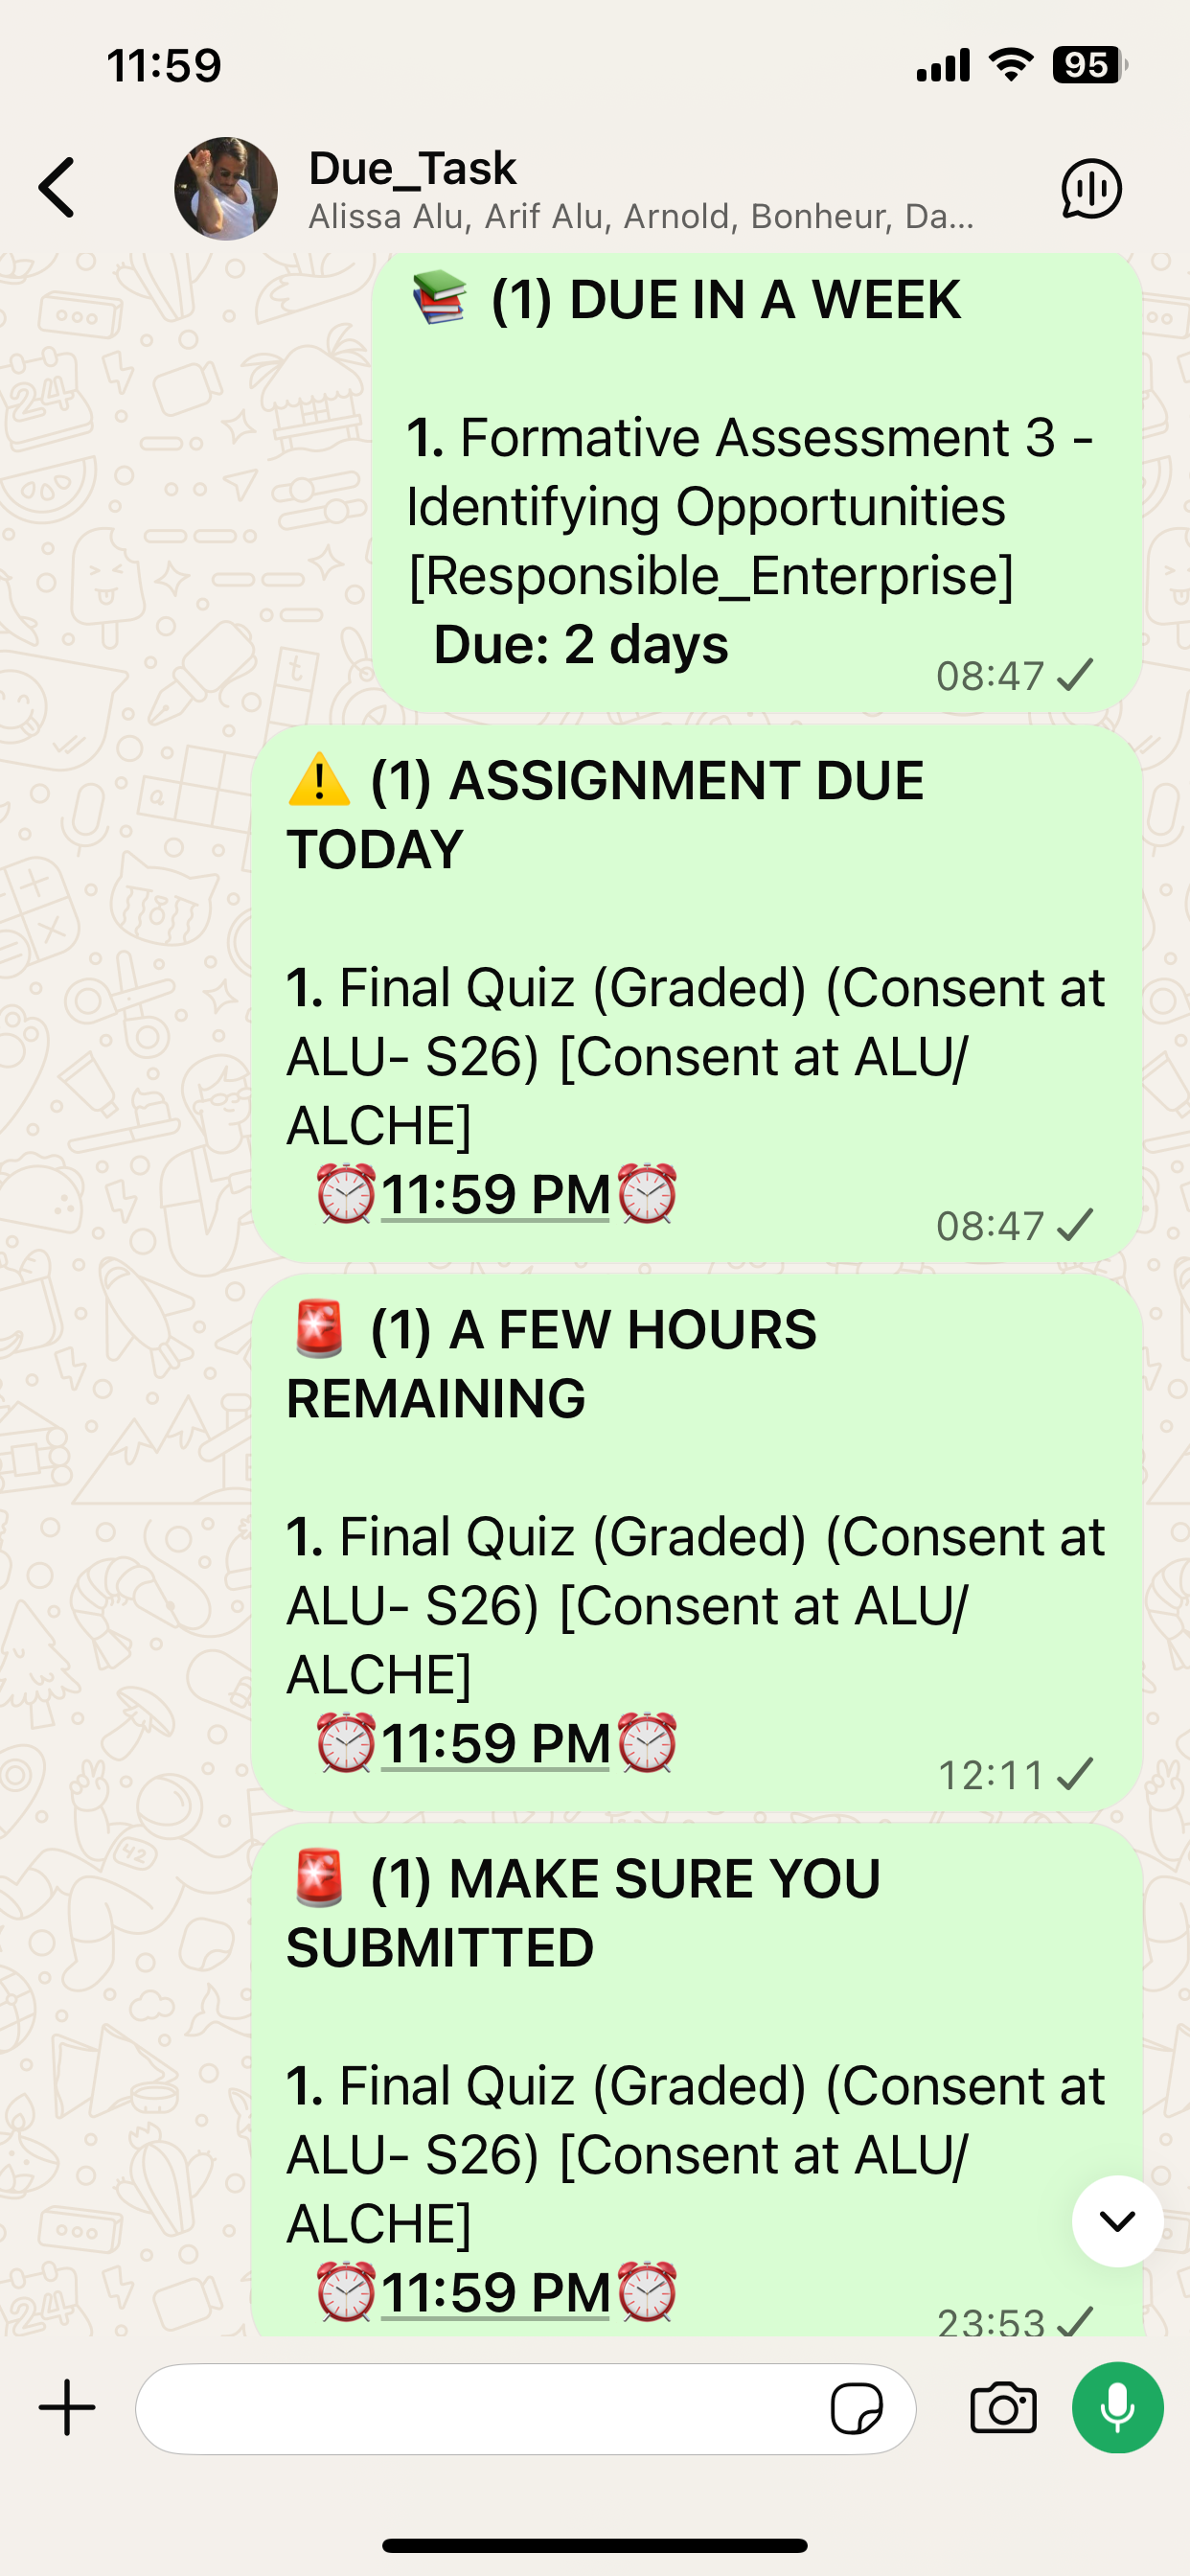 11:59
95
Due_Task
Alissa Alu, Arif Alu, Arnold, Bonheur, Da...
📚 (1) DUE IN A WEEK
1. Formative Assessment 3 -
Identifying Opportunities
[Responsible_Enterprise]
Due: 2 days
08:47
⚠️ (1) ASSIGNMENT DUE
TODAY
1. Final Quiz (Graded) (Consent at
ALU- S26) [Consent at ALU/
ALCHE]
⏰11:59 PM⏰
08:47
🚨 (1) A FEW HOURS
REMAINING
1. Final Quiz (Graded) (Consent at
ALU- S26) [Consent at ALU/
ALCHE]
⏰11:59 PM⏰
12:11
🚨 (1) MAKE SURE YOU
SUBMITTED
1. Final Quiz (Graded) (Consent at
ALU- S26) [Consent at ALU/
ALCHE]
⏰11:59 PM⏰
23:53